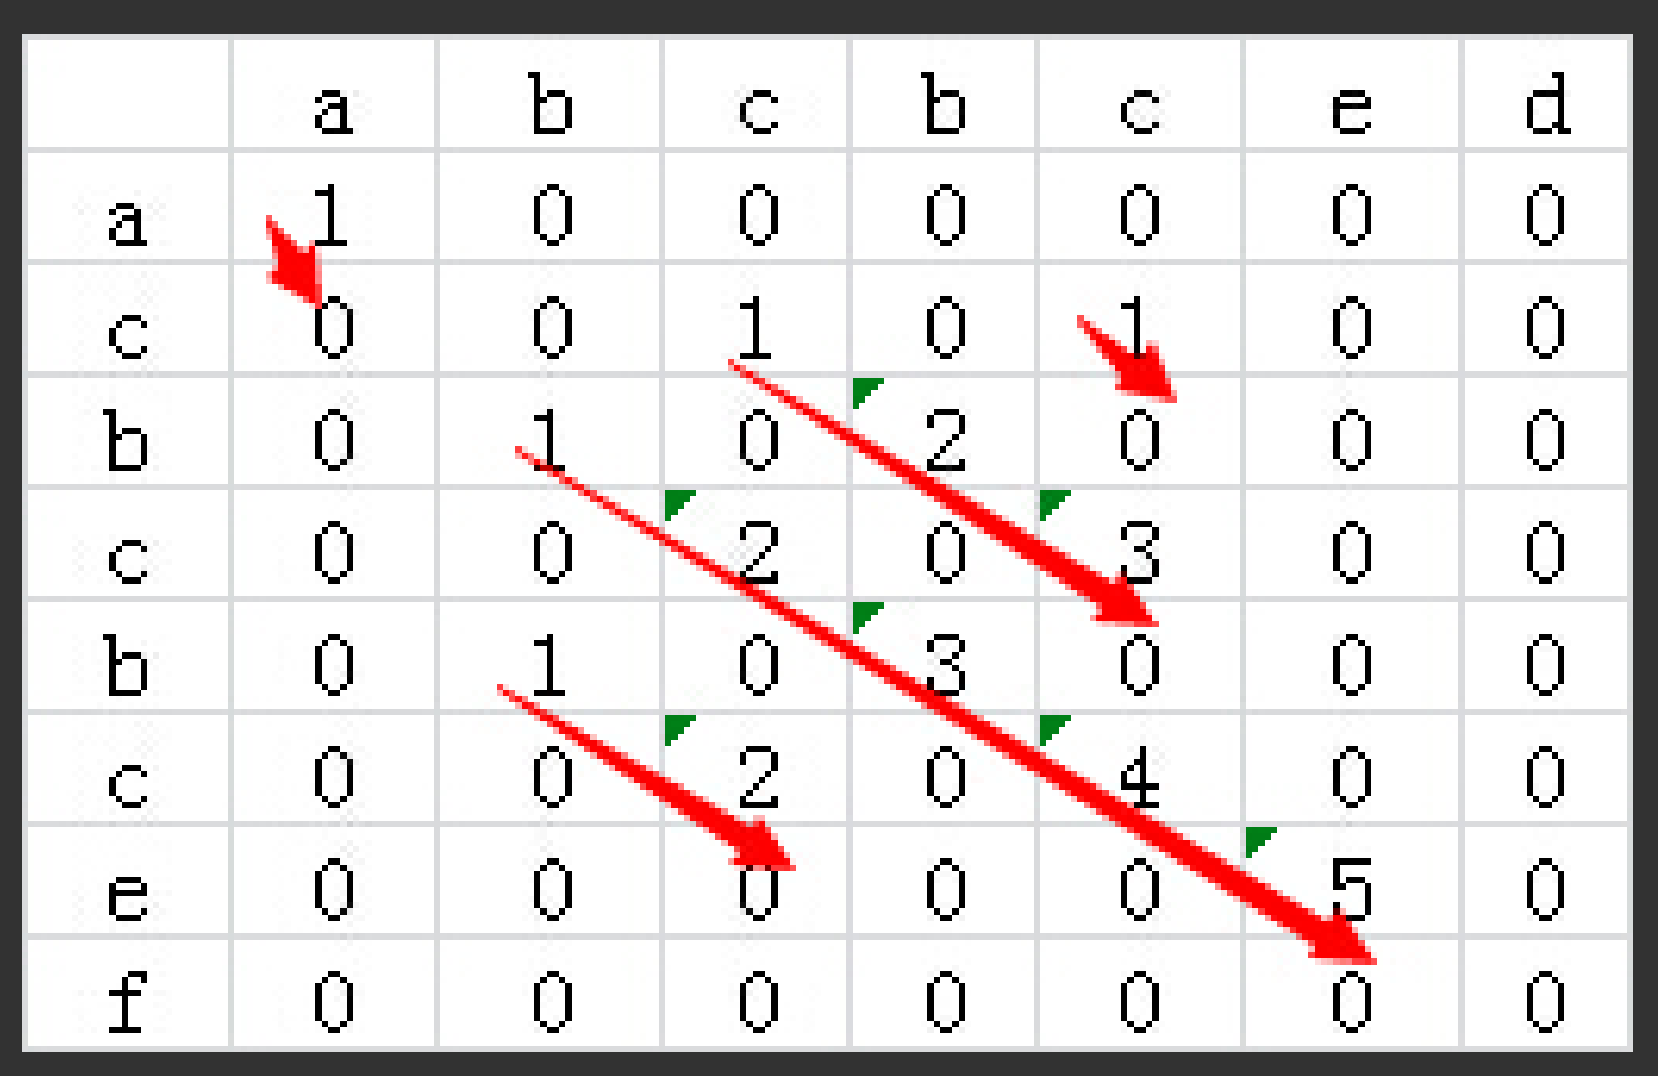 a b c b c e d
a 1 0 0 0 0 0 0
c 0 0 1 0 1 0 0
b 0 1 0 2 0 0 0
c 0 0 2 0 3 0 0
b 0 1 0 3 0 0 0
c 0 0 2 0 4 0 0
e 0 0 0 0 0 5 0
f 0 0 0 0 0 0 0